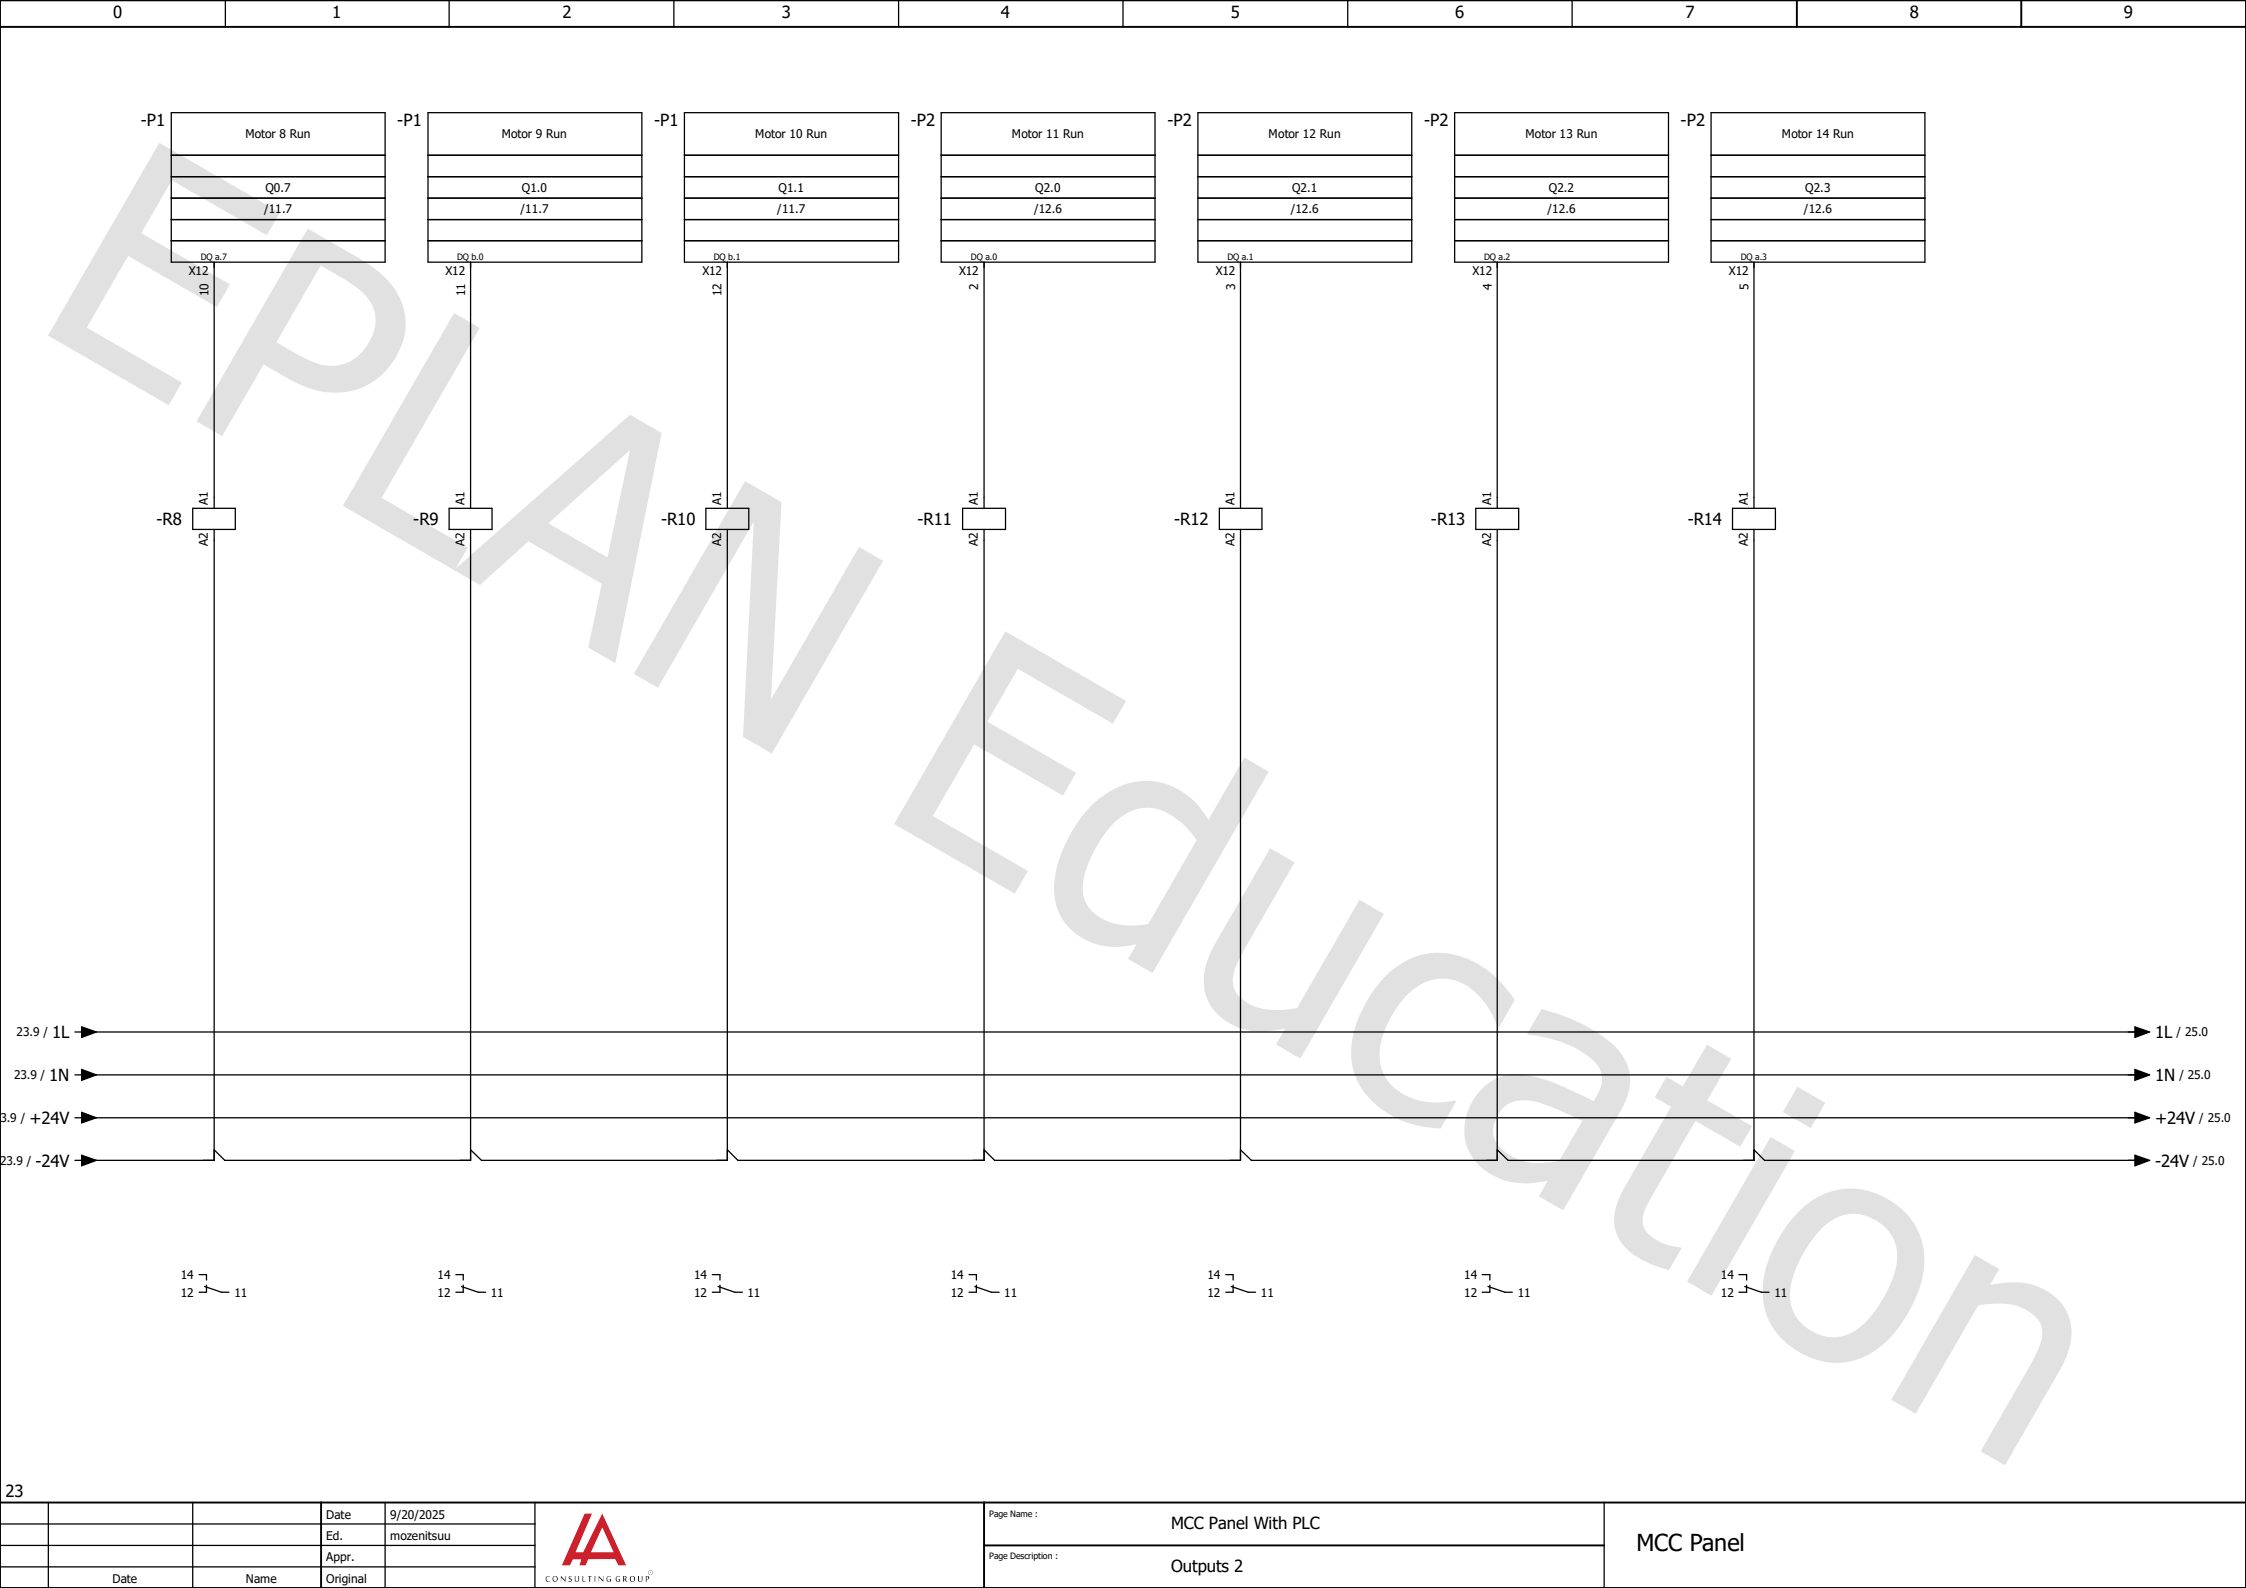 0 1 2 3 4 5 6 7 8 9
-P1 Motor 8 Run -P1 Motor 9 Run -P1 Motor 10 Run -P2 Motor 11 Run -P2 Motor 12 Run -P2 Motor 13 Run -P2 Motor 14 Run
Q0.7 Q1.0 Q1.1 Q2.0 Q2.1 Q2.2 Q2.3
/11.7 /11.7 /11.7 /12.6 /12.6 /12.6 /12.6
DQ a.7 DQ b.0 DQ b.1 DQ a.0 DQ a.1 DQ a.2 DQ a.3
X12 X12 X12 X12 X12 X12 X12
10 11 12 2 3 4 5
A1 A1 A1 A1 A1 A1 A1
-R8 -R9 -R10 -R11 -R12 -R13 -R14
A2 A2 A2 A2 A2 A2 A2
EPLAN Education
23.9 / 1L 1L / 25.0
23.9 / 1N 1N / 25.0
3.9 / +24V +24V / 25.0
23.9 / -24V -24V / 25.0
14 14 14 14 14 14 14
12 11 12 11 12 11 12 11 12 11 12 11 12 11
23
Date 9/20/2025
Ed. mozenitsuu
Appr.
Date Name Original
CONSULTING GROUP
Page Name : MCC Panel With PLC
Page Description : Outputs 2
MCC Panel